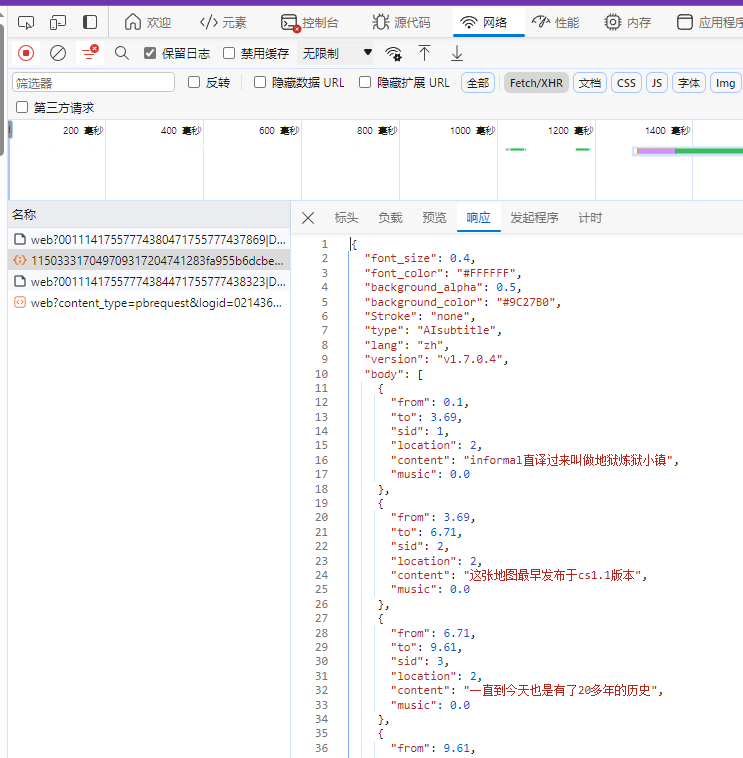 欢迎 元素 控制台 源代码 网络 性能 内存 应用程序
保留日志 禁用缓存 无限制
筛选器 反转 隐藏数据 URL 隐藏扩展 URL 全部 Fetch/XHR 文档 CSS JS 字体 Img
第三方请求
200 毫秒 400 毫秒 600 毫秒 800 毫秒 1000 毫秒 1200 毫秒 1400 毫秒
名称 标头 负载 预览 响应 发起程序 计时
web?0011141755777438047175577743786­9|D...
115033317049709317204741283fa955b6dcbe...
web?0011141755777438447175577743832­3|D...
web?content_type=pbrequest&logid=021436...
1 {
2 "font_size": 0.4,
3 "font_color": "#FFFFFF",
4 "background_alpha": 0.5,
5 "background_color": "#9C27B0",
6 "Stroke": "none",
7 "type": "AIsubtitle",
8 "lang": "zh",
9 "version": "v1.7.0.4",
10 "body": [
11 {
12 "from": 0.1,
13 "to": 3.69,
14 "sid": 1,
15 "location": 2,
16 "content": "informal直译过来叫做地狱炼狱小镇",
17 "music": 0.0
18 },
19 {
20 "from": 3.69,
21 "to": 6.71,
22 "sid": 2,
23 "location": 2,
24 "content": "这张地图最早发布于cs1.1版本",
25 "music": 0.0
26 },
27 {
28 "from": 6.71,
29 "to": 9.61,
30 "sid": 3,
31 "location": 2,
32 "content": "一直到今天也是有了20多年的历史",
33 "music": 0.0
34 },
35 {
36 "from": 9.61,